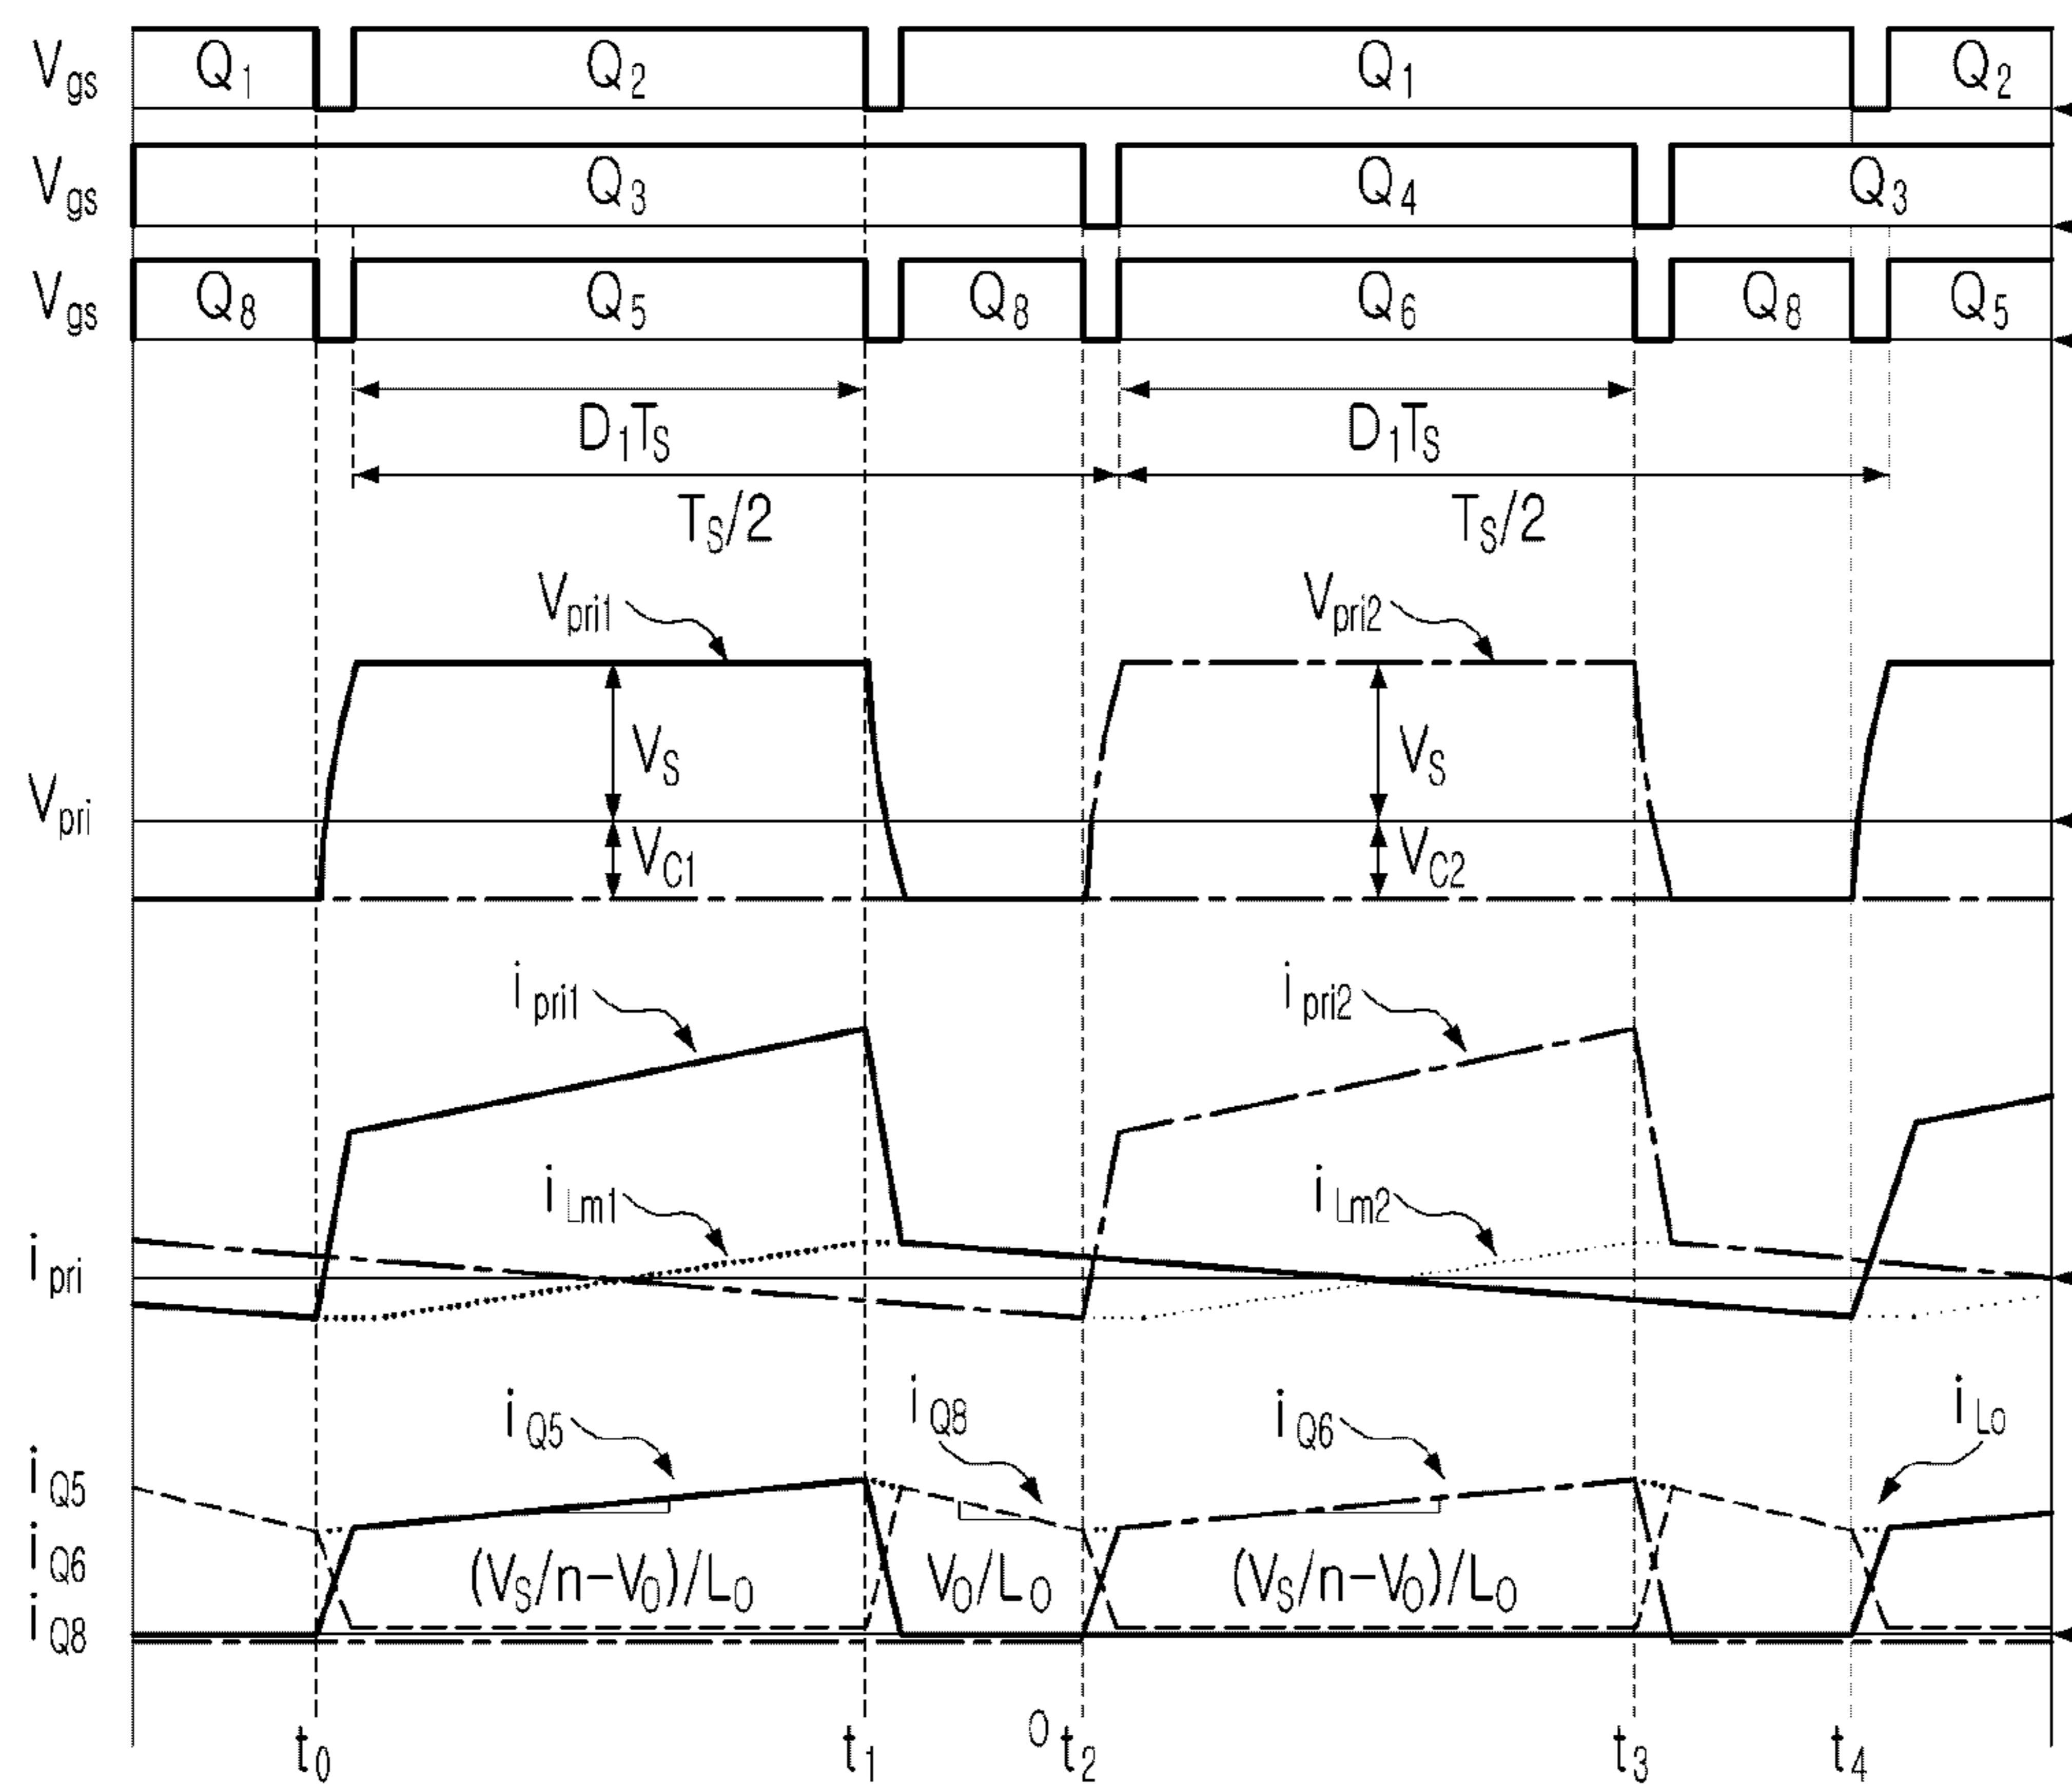 Vgs Q1 Q2 Q1 Q2
Vgs Q3 Q4 Q3
Vgs Q8 Q5 Q8 Q6 Q8 Q5
D1TS D1TS
TS/2 TS/2
Vpri1 Vpri2
VS VS
Vpri
VC1 VC2
ipri1 ipri2
iLm1 iLm2
ipri
iQ5 iQ8 iQ6 iLo
iQ5
iQ6 (VS/n-VO)/LO VO/LO (VS/n-VO)/LO
iQ8
t0 t1 0 t2 t3 t4